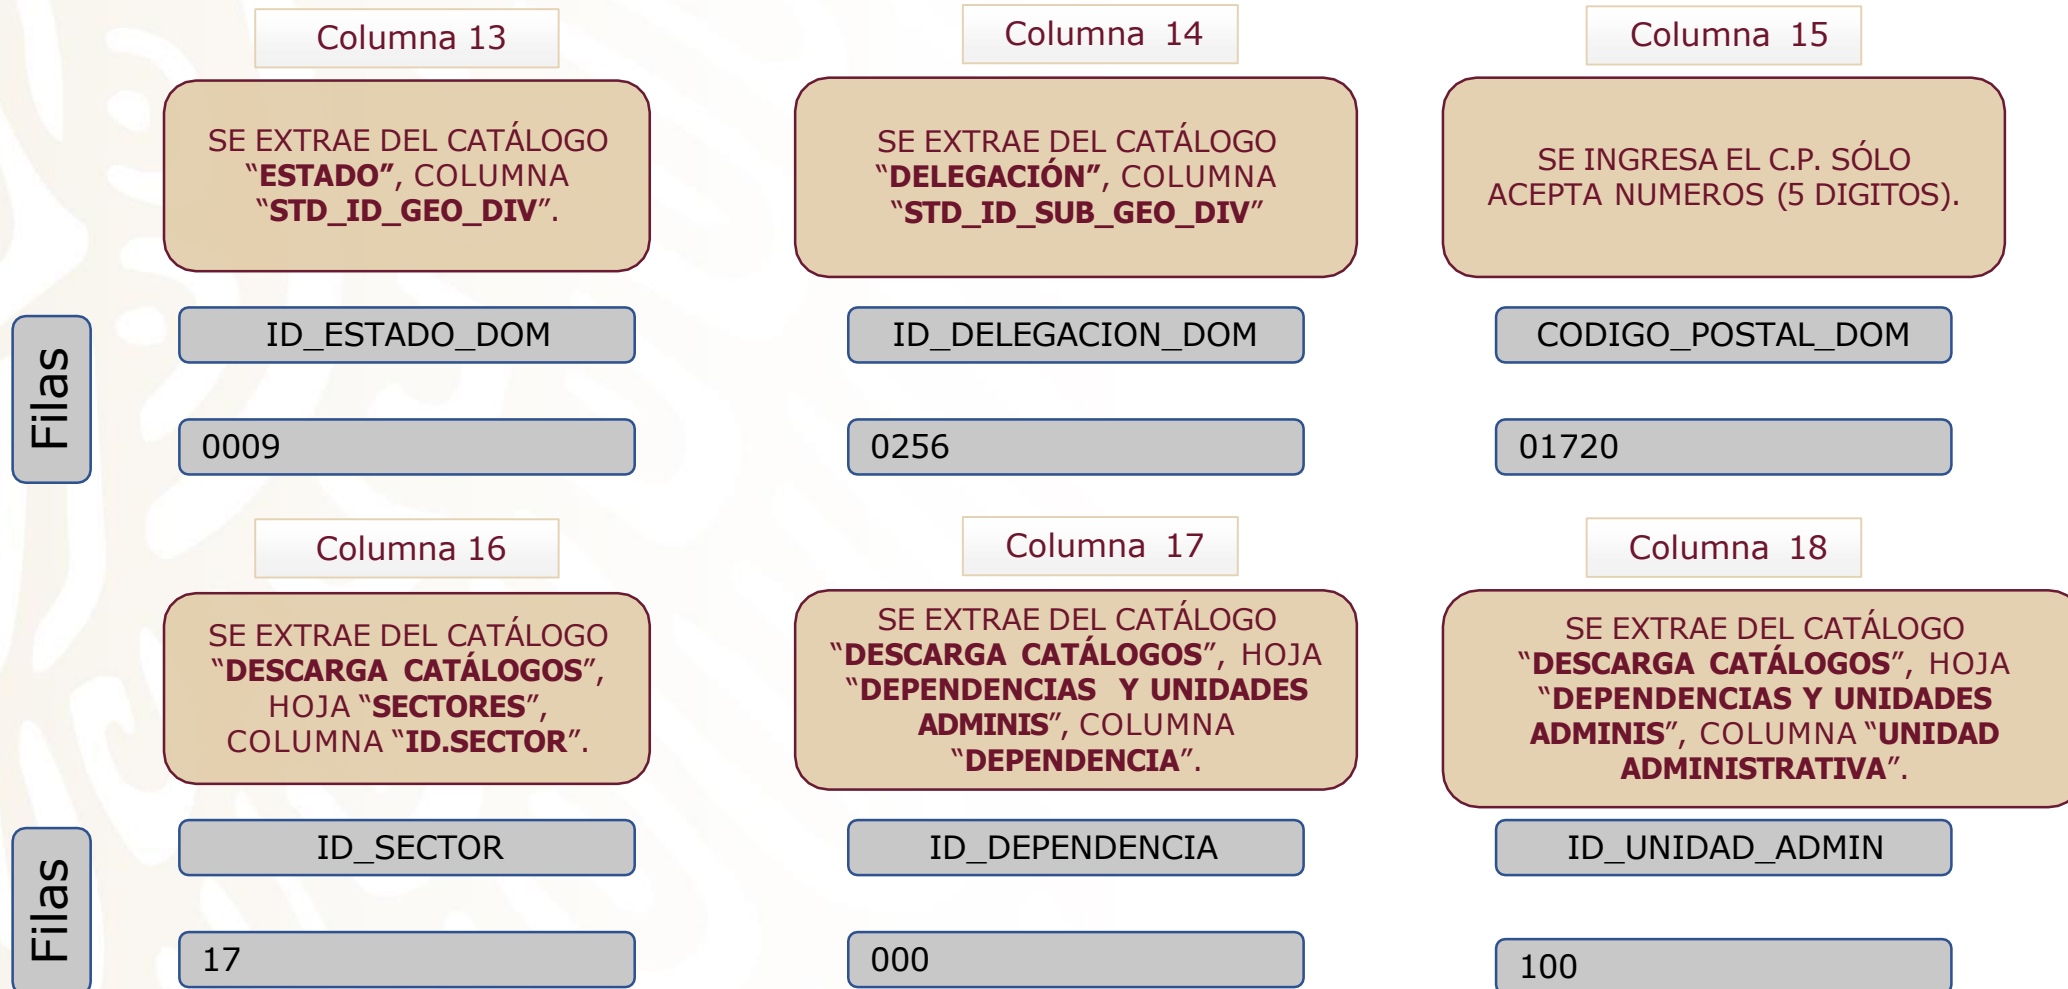 Columna 13
SE EXTRAE DEL CATÁLOGO
“ESTADO”, COLUMNA
“STD_ID_GEO_DIV”.
Columna 14
SE EXTRAE DEL CATÁLOGO
“DELEGACIÓN”, COLUMNA
“STD_ID_SUB_GEO_DIV”
Columna 15
SE INGRESA EL C.P. SÓLO
ACEPTA NUMEROS (5 DIGITOS).
Filas
ID_ESTADO_DOM
ID_DELEGACION_DOM
CODIGO_POSTAL_DOM
0009
0256
01720
Columna 16
SE EXTRAE DEL CATÁLOGO
“DESCARGA CATÁLOGOS”,
HOJA “SECTORES”,
COLUMNA “ID.SECTOR”.
Columna 17
SE EXTRAE DEL CATÁLOGO
“DESCARGA CATÁLOGOS”, HOJA
“DEPENDENCIAS Y UNIDADES
ADMINIS”, COLUMNA
“DEPENDENCIA”.
Columna 18
SE EXTRAE DEL CATÁLOGO
“DESCARGA CATÁLOGOS”, HOJA
“DEPENDENCIAS Y UNIDADES
ADMINIS”, COLUMNA “UNIDAD
ADMINISTRATIVA”.
Filas
ID_SECTOR
ID_DEPENDENCIA
ID_UNIDAD_ADMIN
17
000
100